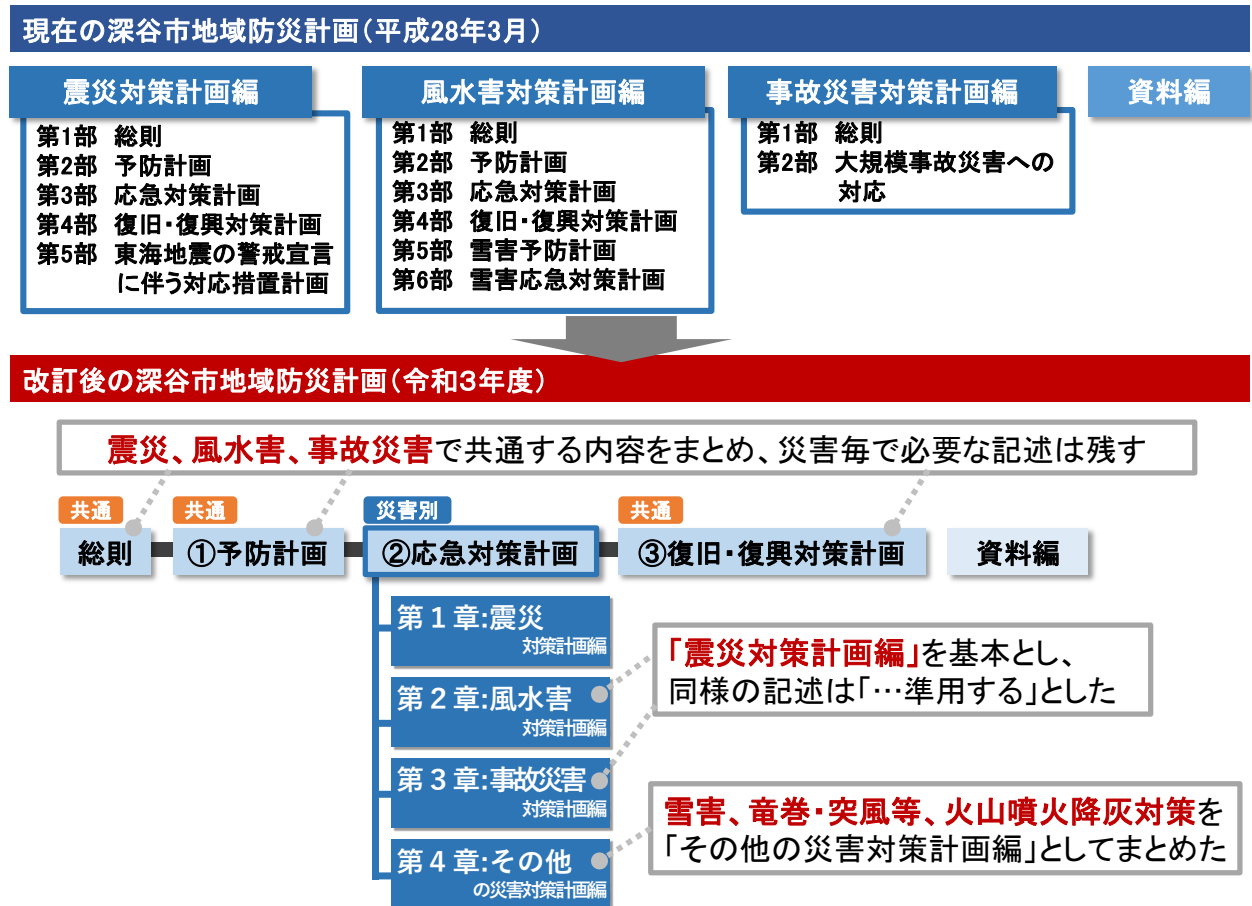 現在の深谷市地域防災計画(平成28年3月)
震災対策計画編
第1部 総則
第2部 予防計画
第3部 応急対策計画
第4部 復旧・復興対策計画
第5部 東海地震の警戒宣言
に伴う対応措置計画
風水害対策計画編
第1部 総則
第2部 予防計画
第3部 応急対策計画
第4部 復旧・復興対策計画
第5部 雪害予防計画
第6部 雪害応急対策計画
事故災害対策計画編
第1部 総則
第2部 大規模事故災害への
対応
資料編
改訂後の深谷市地域防災計画(令和3年度)
震災、風水害、事故災害で共通する内容をまとめ、災害毎で必要な記述は残す
共通
総則
共通
①予防計画
災害別
②応急対策計画
共通
③復旧・復興対策計画
資料編
第1章:震災
対策計画編
第2章:風水害
対策計画編
第3章:事故災害
対策計画編
第4章:その他
の災害対策計画編
「震災対策計画編」を基本とし、
同様の記述は「…準用する」とした
雪害、竜巻・突風等、火山噴火降灰対策を
「その他の災害対策計画編」としてまとめた